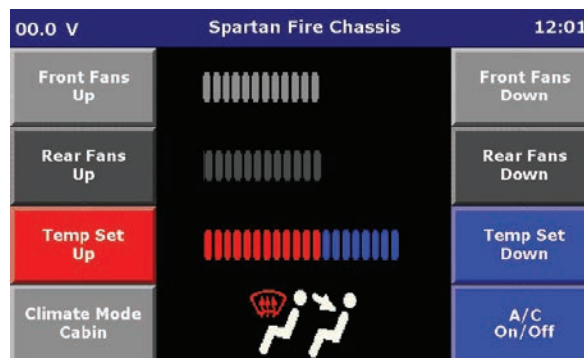 00.0 V
Spartan Fire Chassis
12:01
Front Fans
Up
Front Fans
Down
Rear Fans
Up
Rear Fans
Down
Temp Set
Up
Temp Set
Down
Climate Mode
Cabin
A/C
On/Off